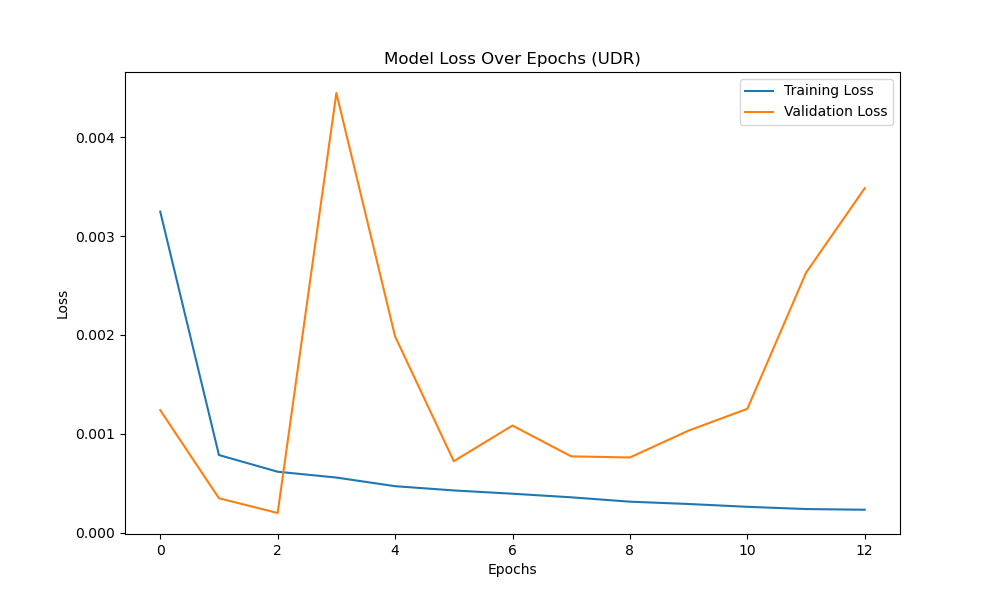 Model Loss Over Epochs (UDR)
Training Loss
Validation Loss
0.004
0.003
0.002
0.001
0.000
Loss
0 2 4 6 8 10 12
Epochs